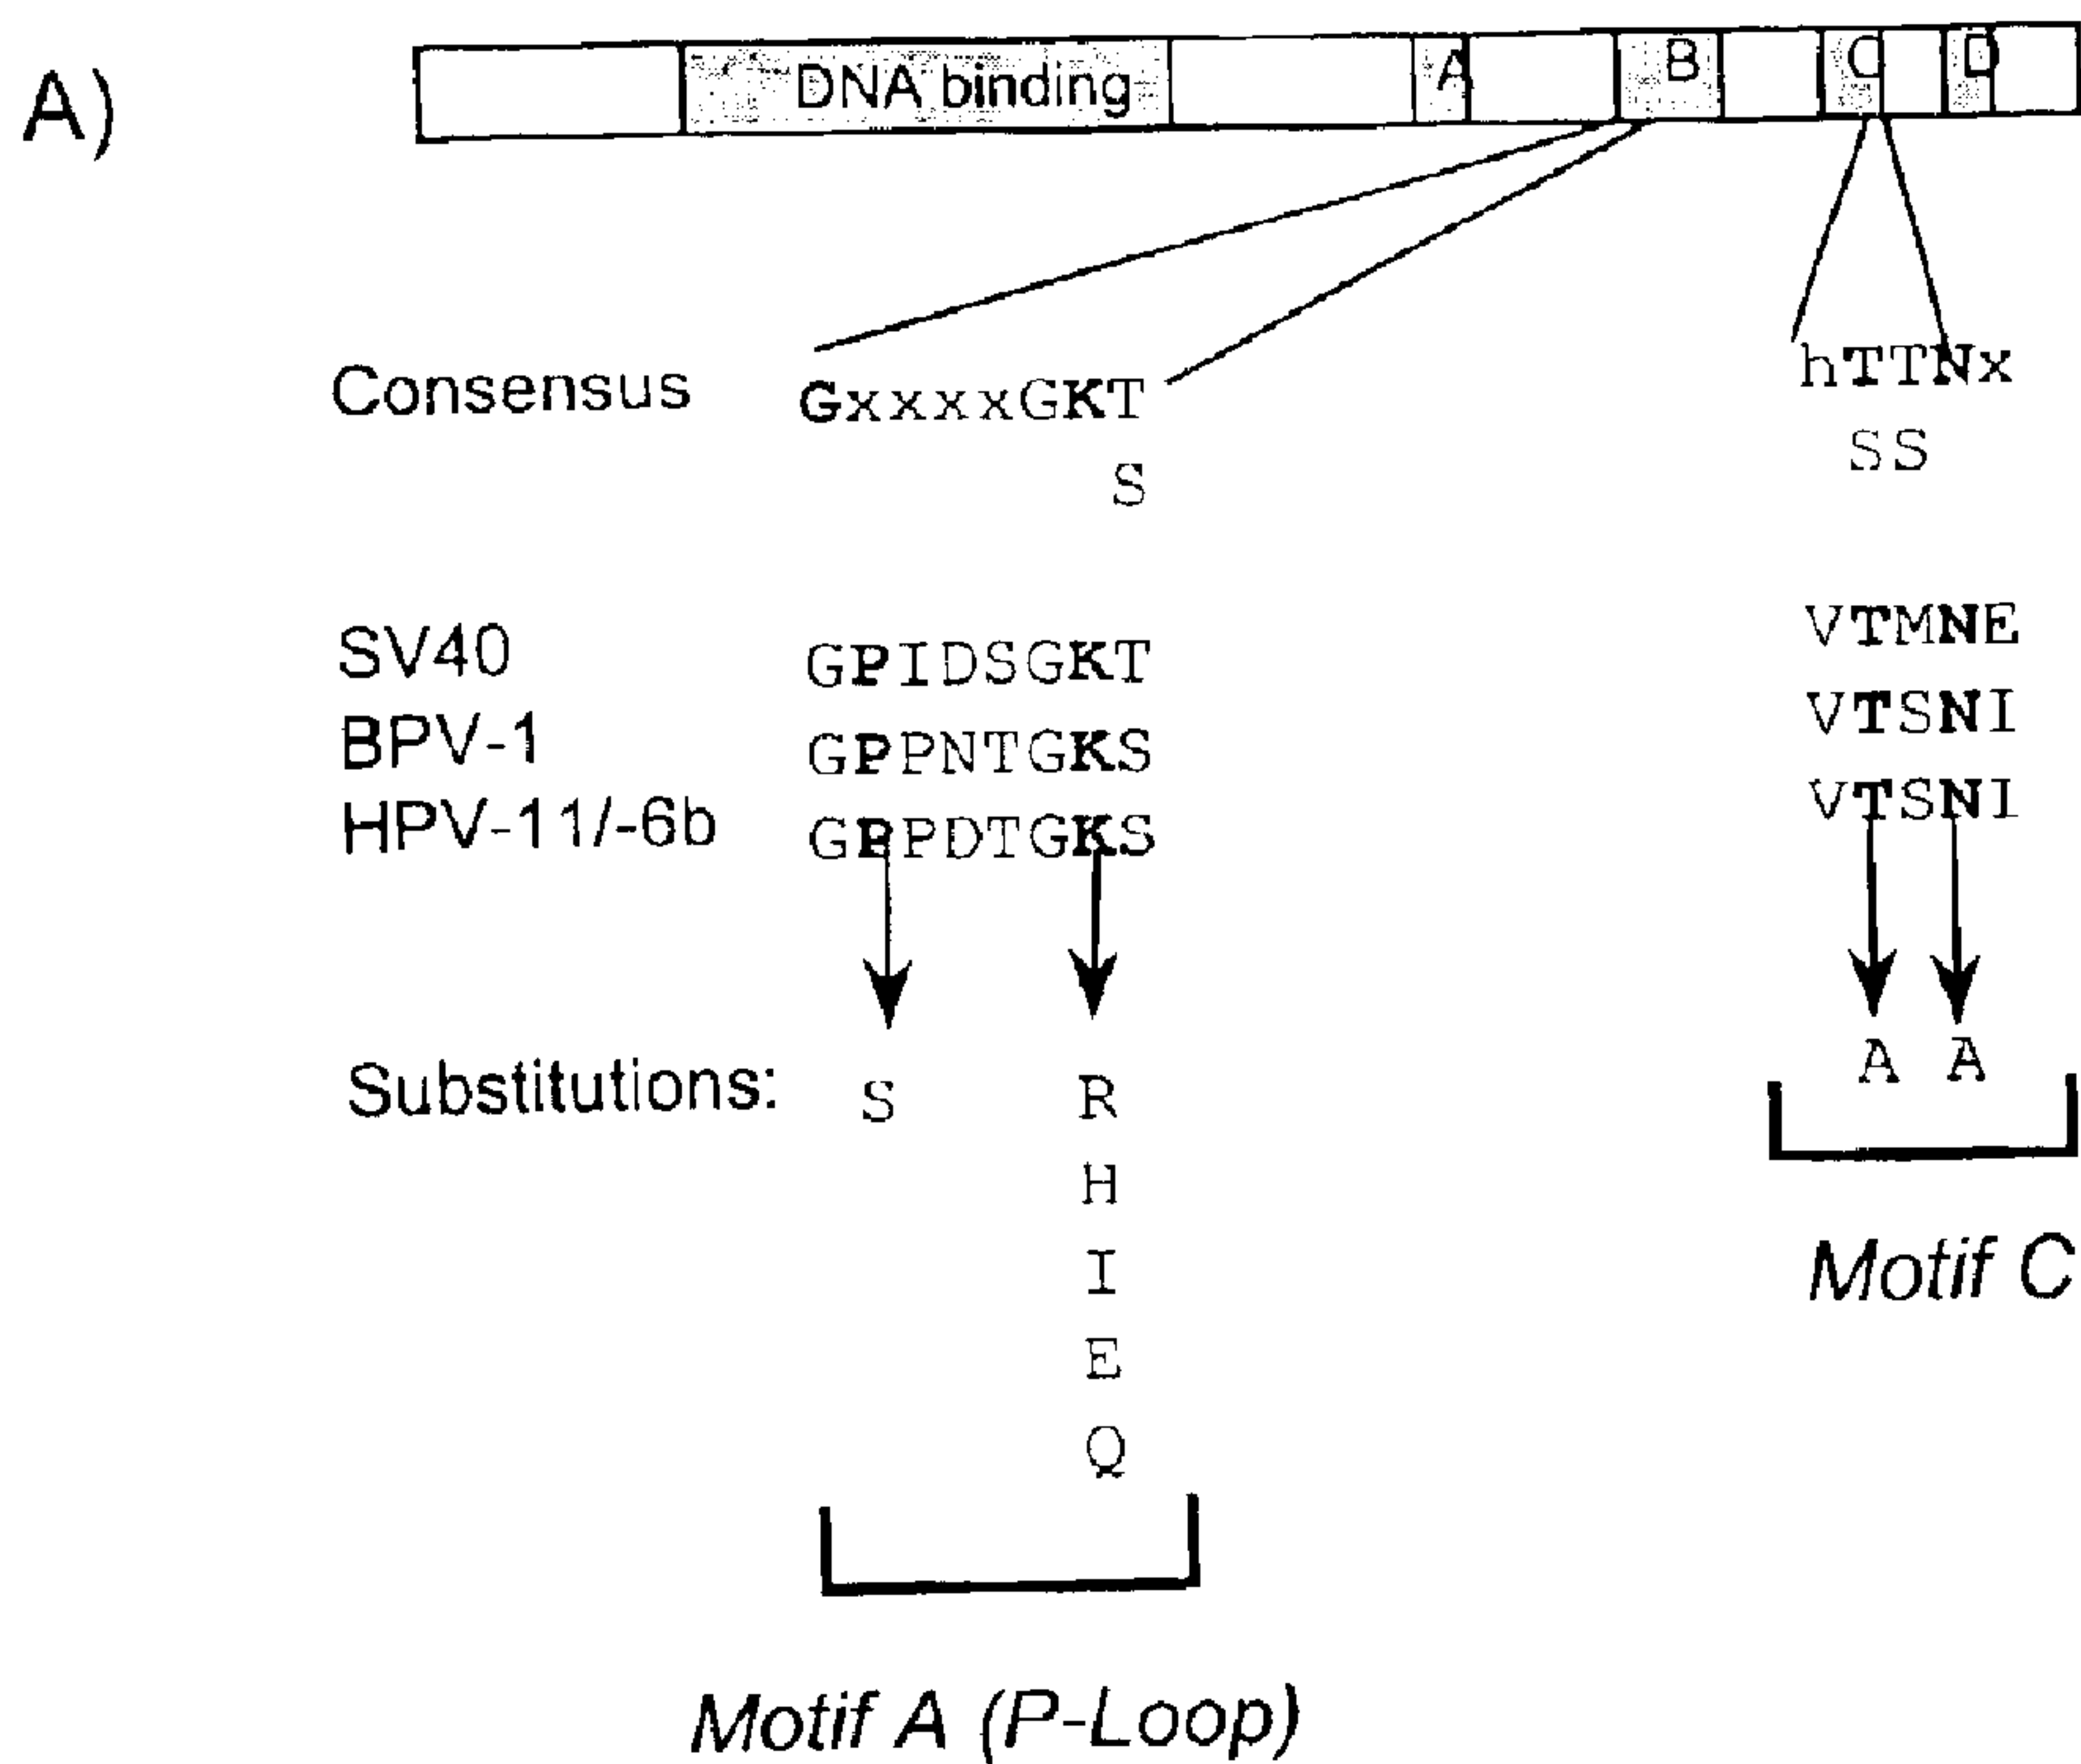 A)
DNA binding A B C D
Consensus GxxxxGKT hTTNx
S SS
SV40 GPIDSGKT VTMNE
BPV-1 GPPNTGKS VTSNI
HPV-11/-6b GPPDTGKS VTSNI
Substitutions: S R A A
H
I
E
Q
Motif C
Motif A (P-Loop)